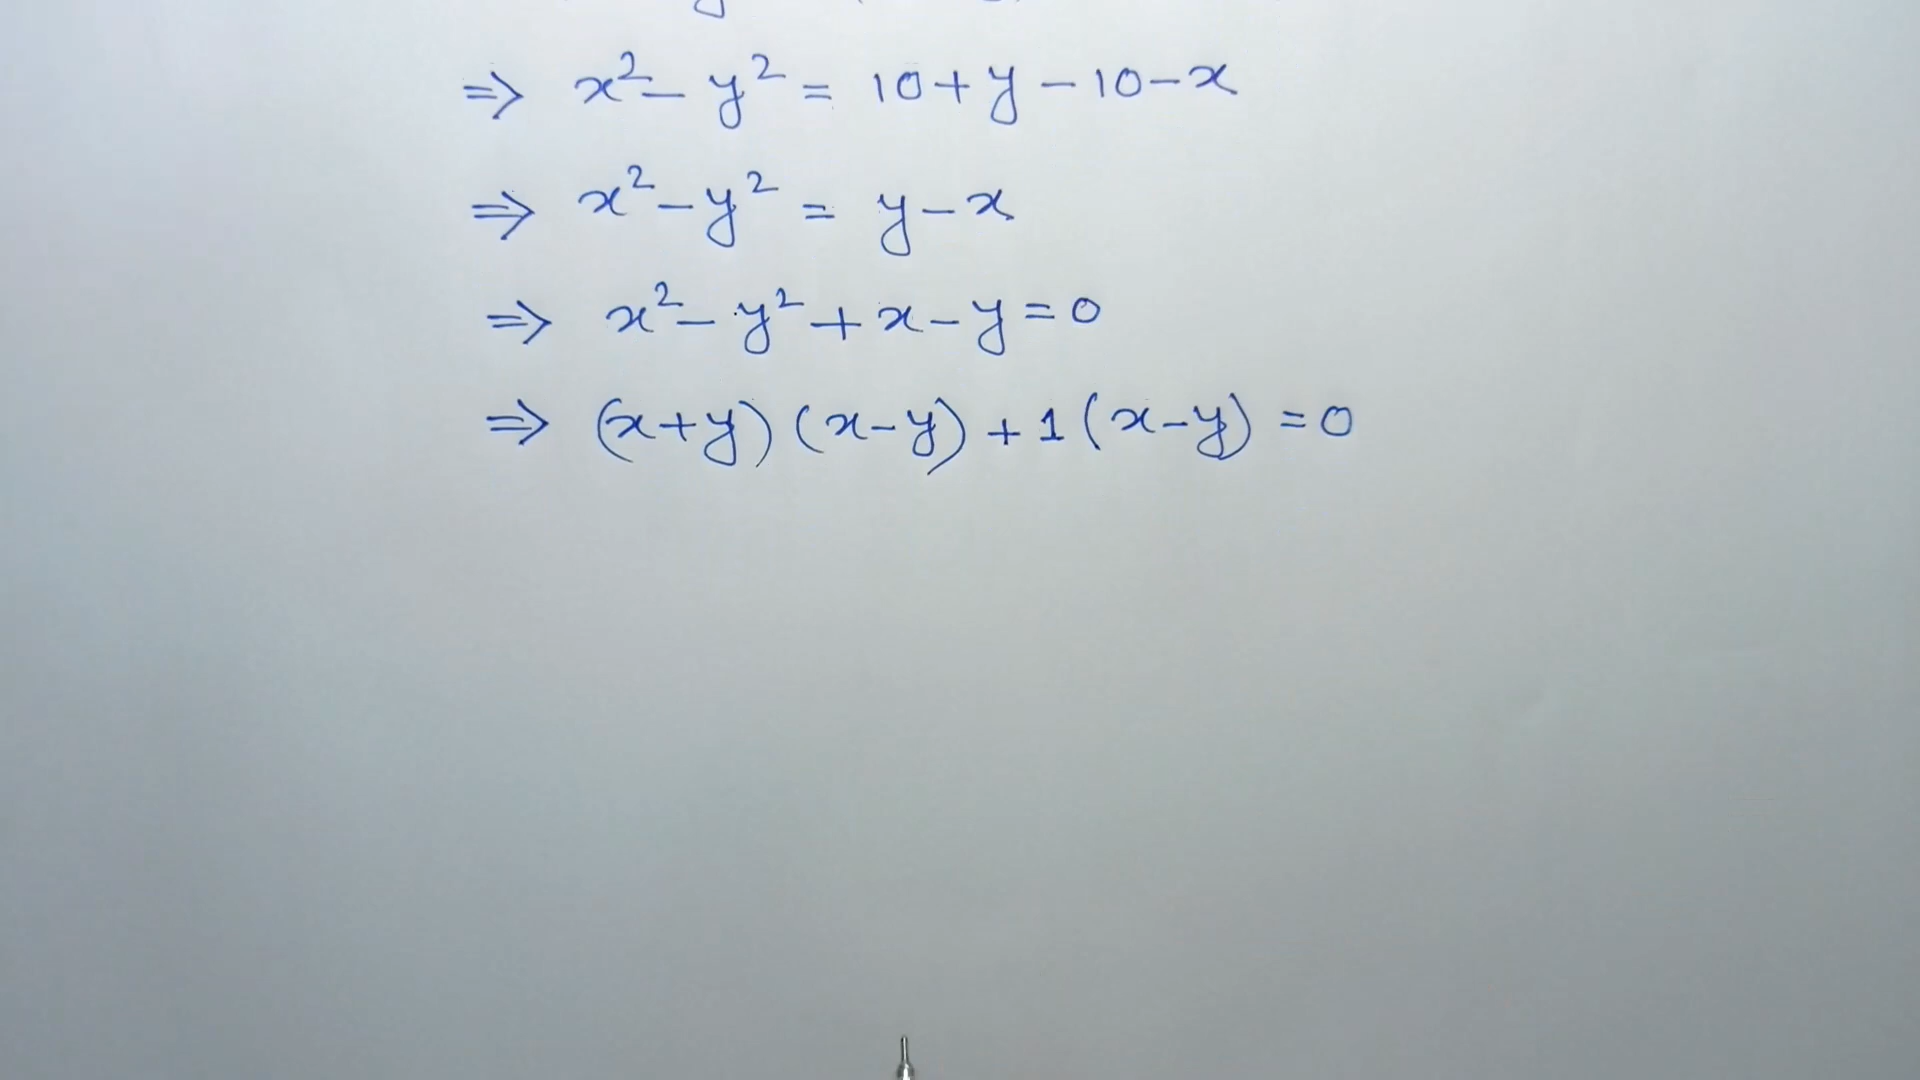 ⇒ x² - y² = 10 + y - 10 - x
⇒ x² - y² = y - x
⇒ x² - y² + x - y = 0
⇒ (x+y) (x-y) + 1 (x-y) = 0